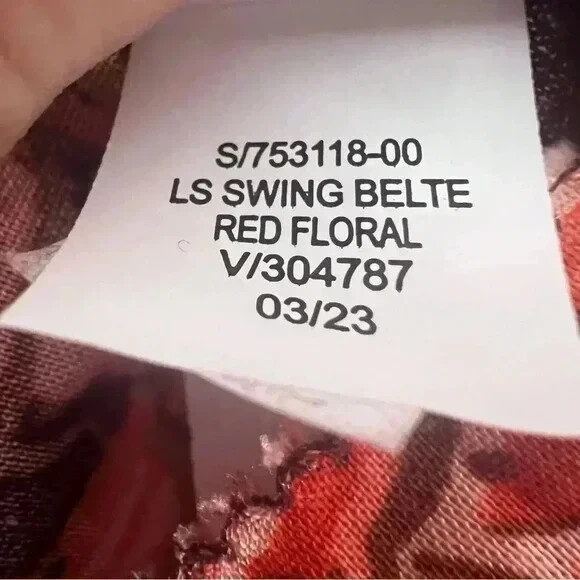 S/753118-00
LS SWING BELTE
RED FLORAL
V/304787
03/23